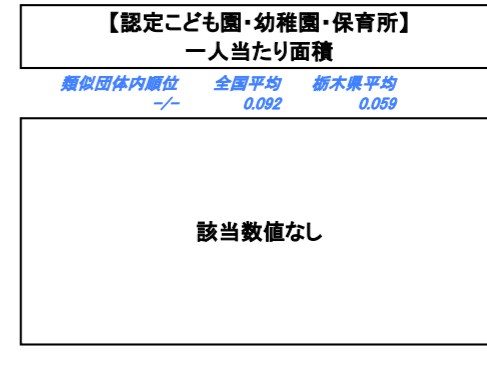 【認定こども園・幼稚園・保育所】
一人当たり面積
類似団体内順位 全国平均 栃木県平均
-/- 0.092 0.059
該当数値なし